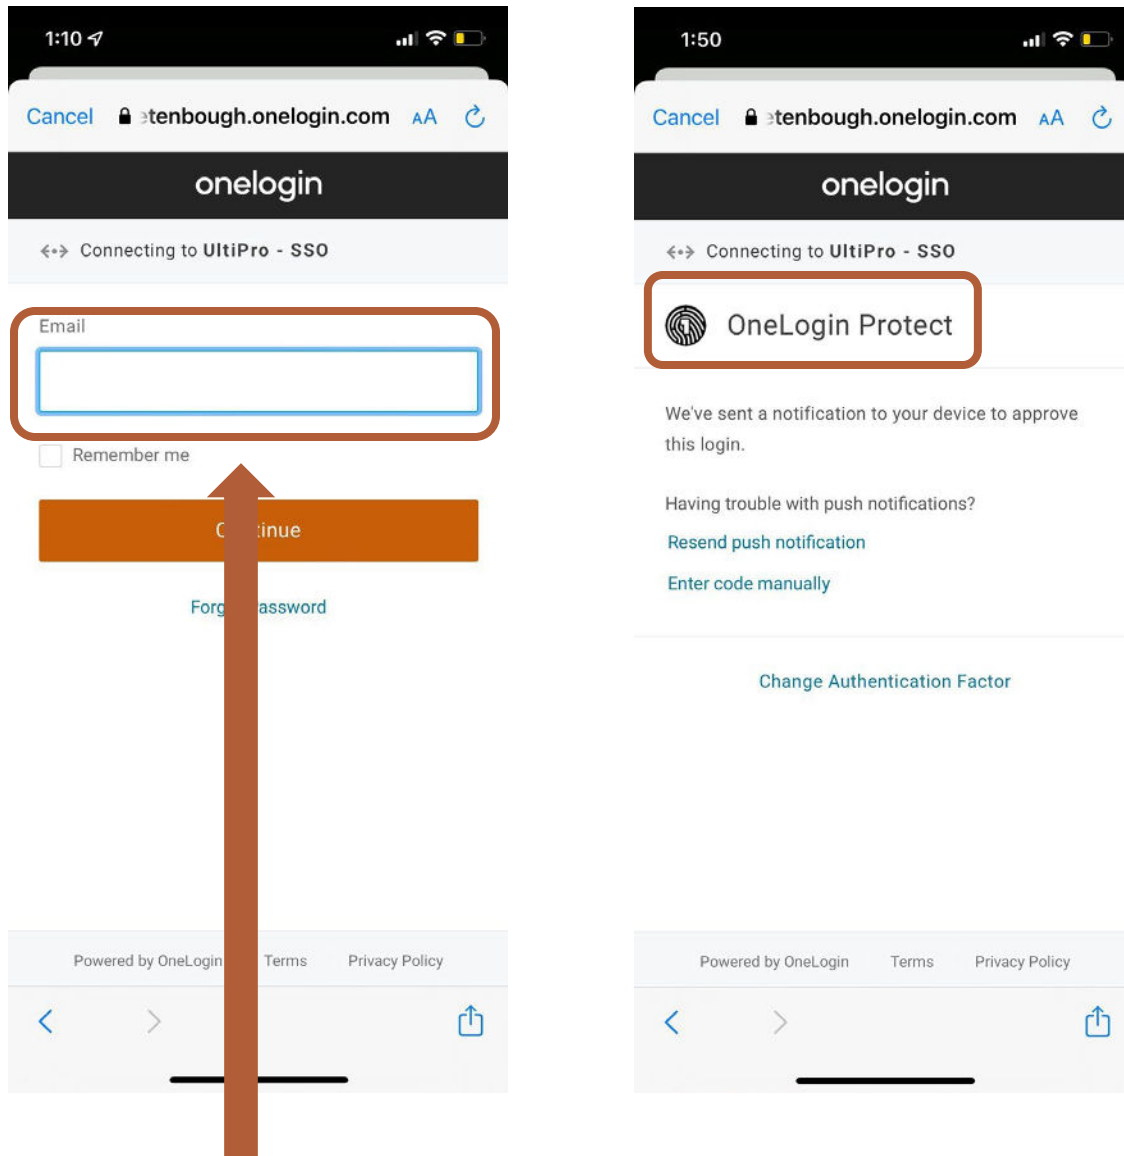 1:10
Cancel
etenbough.onelogin.com
AA
onelogin
Connecting to UltiPro - SSO
Email
Remember me
Powered by OneLogin
Terms
Privacy Policy
1:50
Cancel
etenbough.onelogin.com
AA
onelogin
Connecting to UltiPro - SSO
OneLogin Protect
We've sent a notification to your device to approve
this login.
Having trouble with push notifications?
Resend push notification
Enter code manually
Change Authentication Factor
Powered by OneLogin
Terms
Privacy Policy